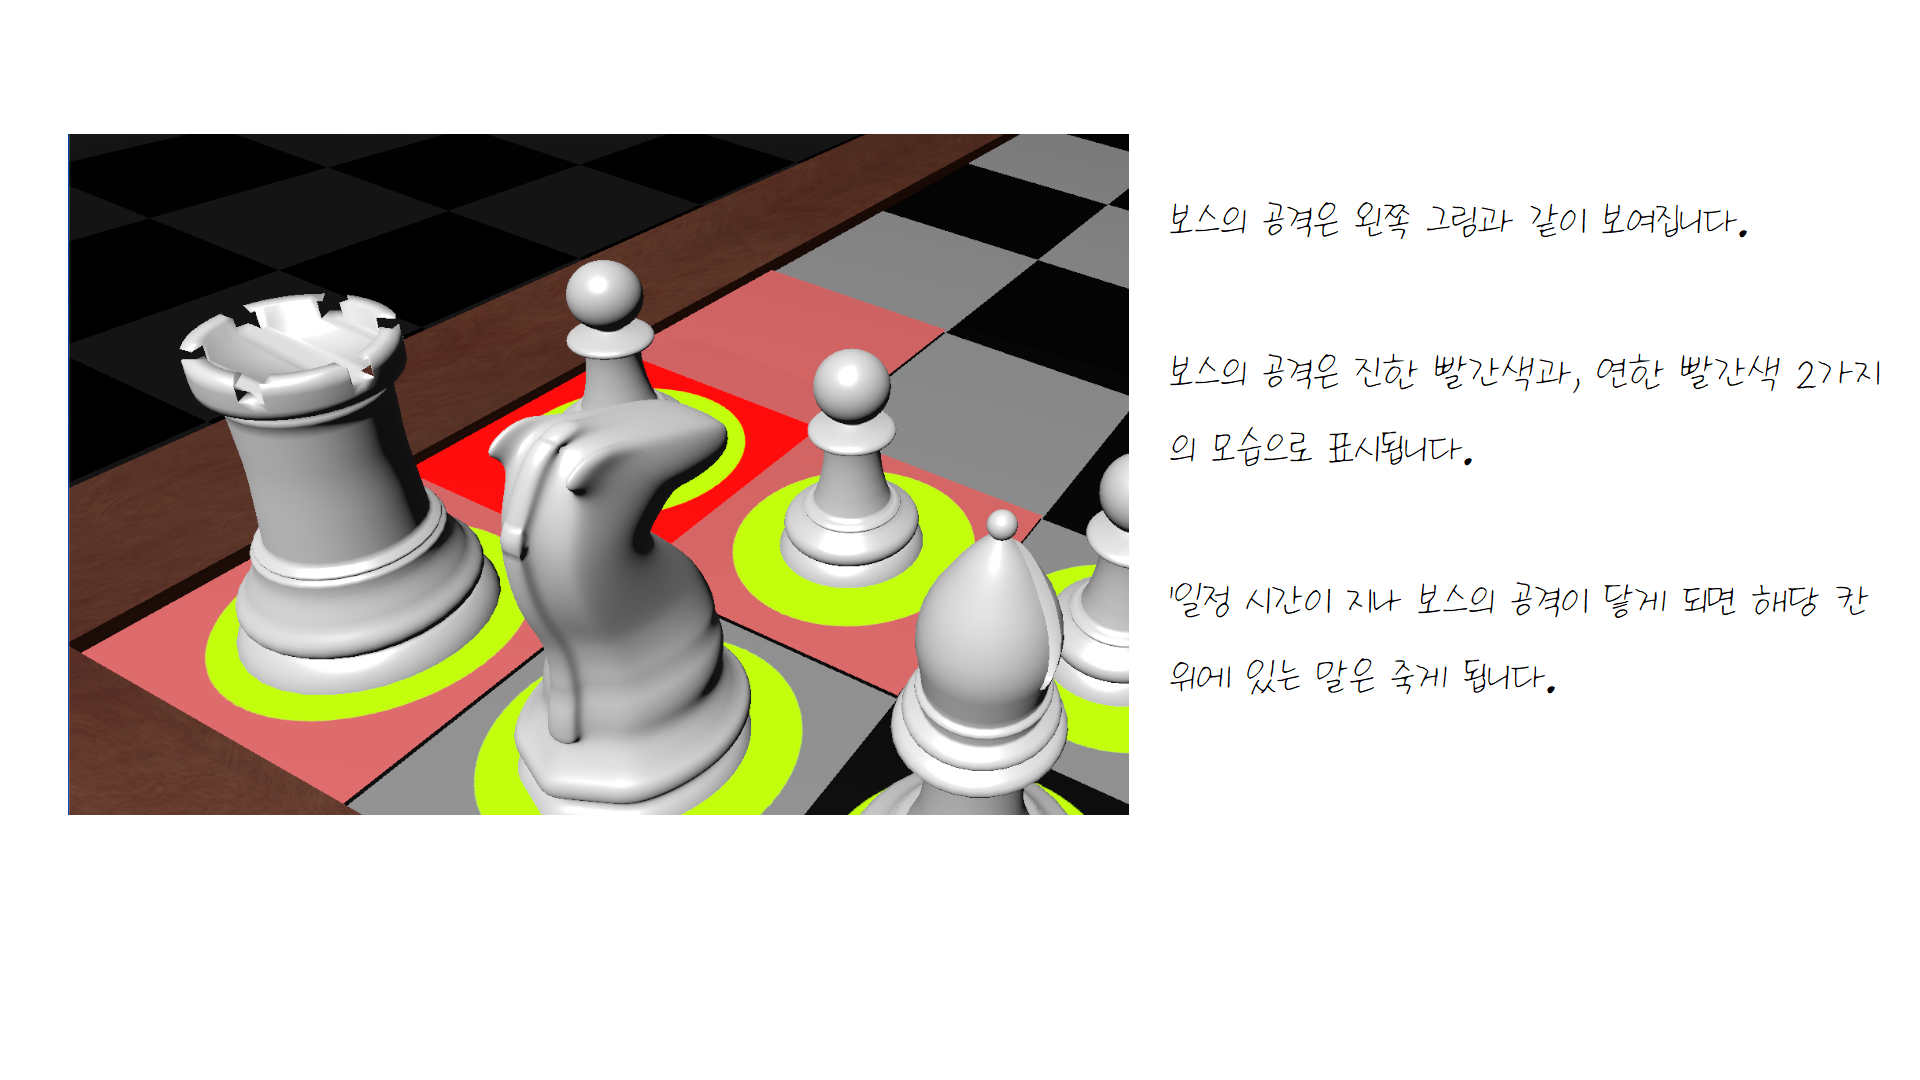 보스의 공격은 왼쪽 그림과 같이 보여집니다.
보스의 공격은 진한 빨간색과, 연한 빨간색 2가지
의 모습으로 표시됩니다.
'일정 시간이 지나 보스의 공격이 닿게 되면 해당 칸
위에 있는 말은 죽게 됩니다.